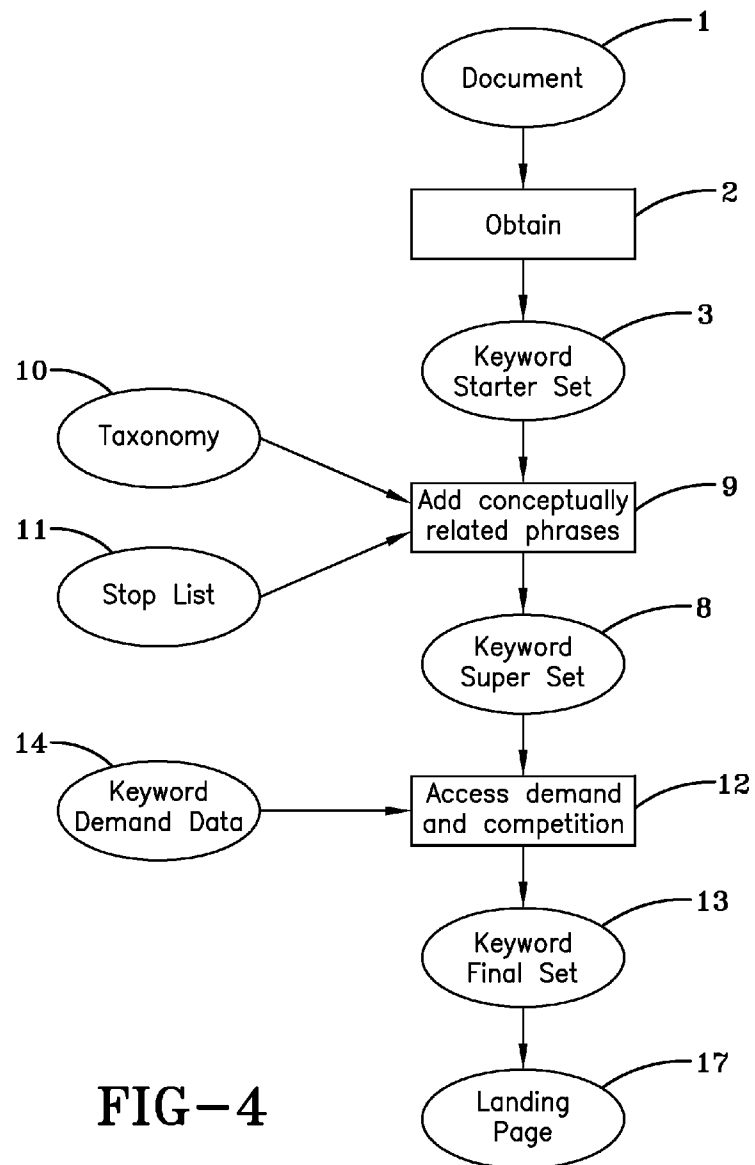 1
Document
2
Obtain
3
Keyword
Starter Set
10
Taxonomy
9
Add conceptually
related phrases
11
Stop List
8
Keyword
Super Set
14
Keyword
Demand Data
12
Access demand
and competition
13
Keyword
Final Set
17
Landing
Page
FIG-4